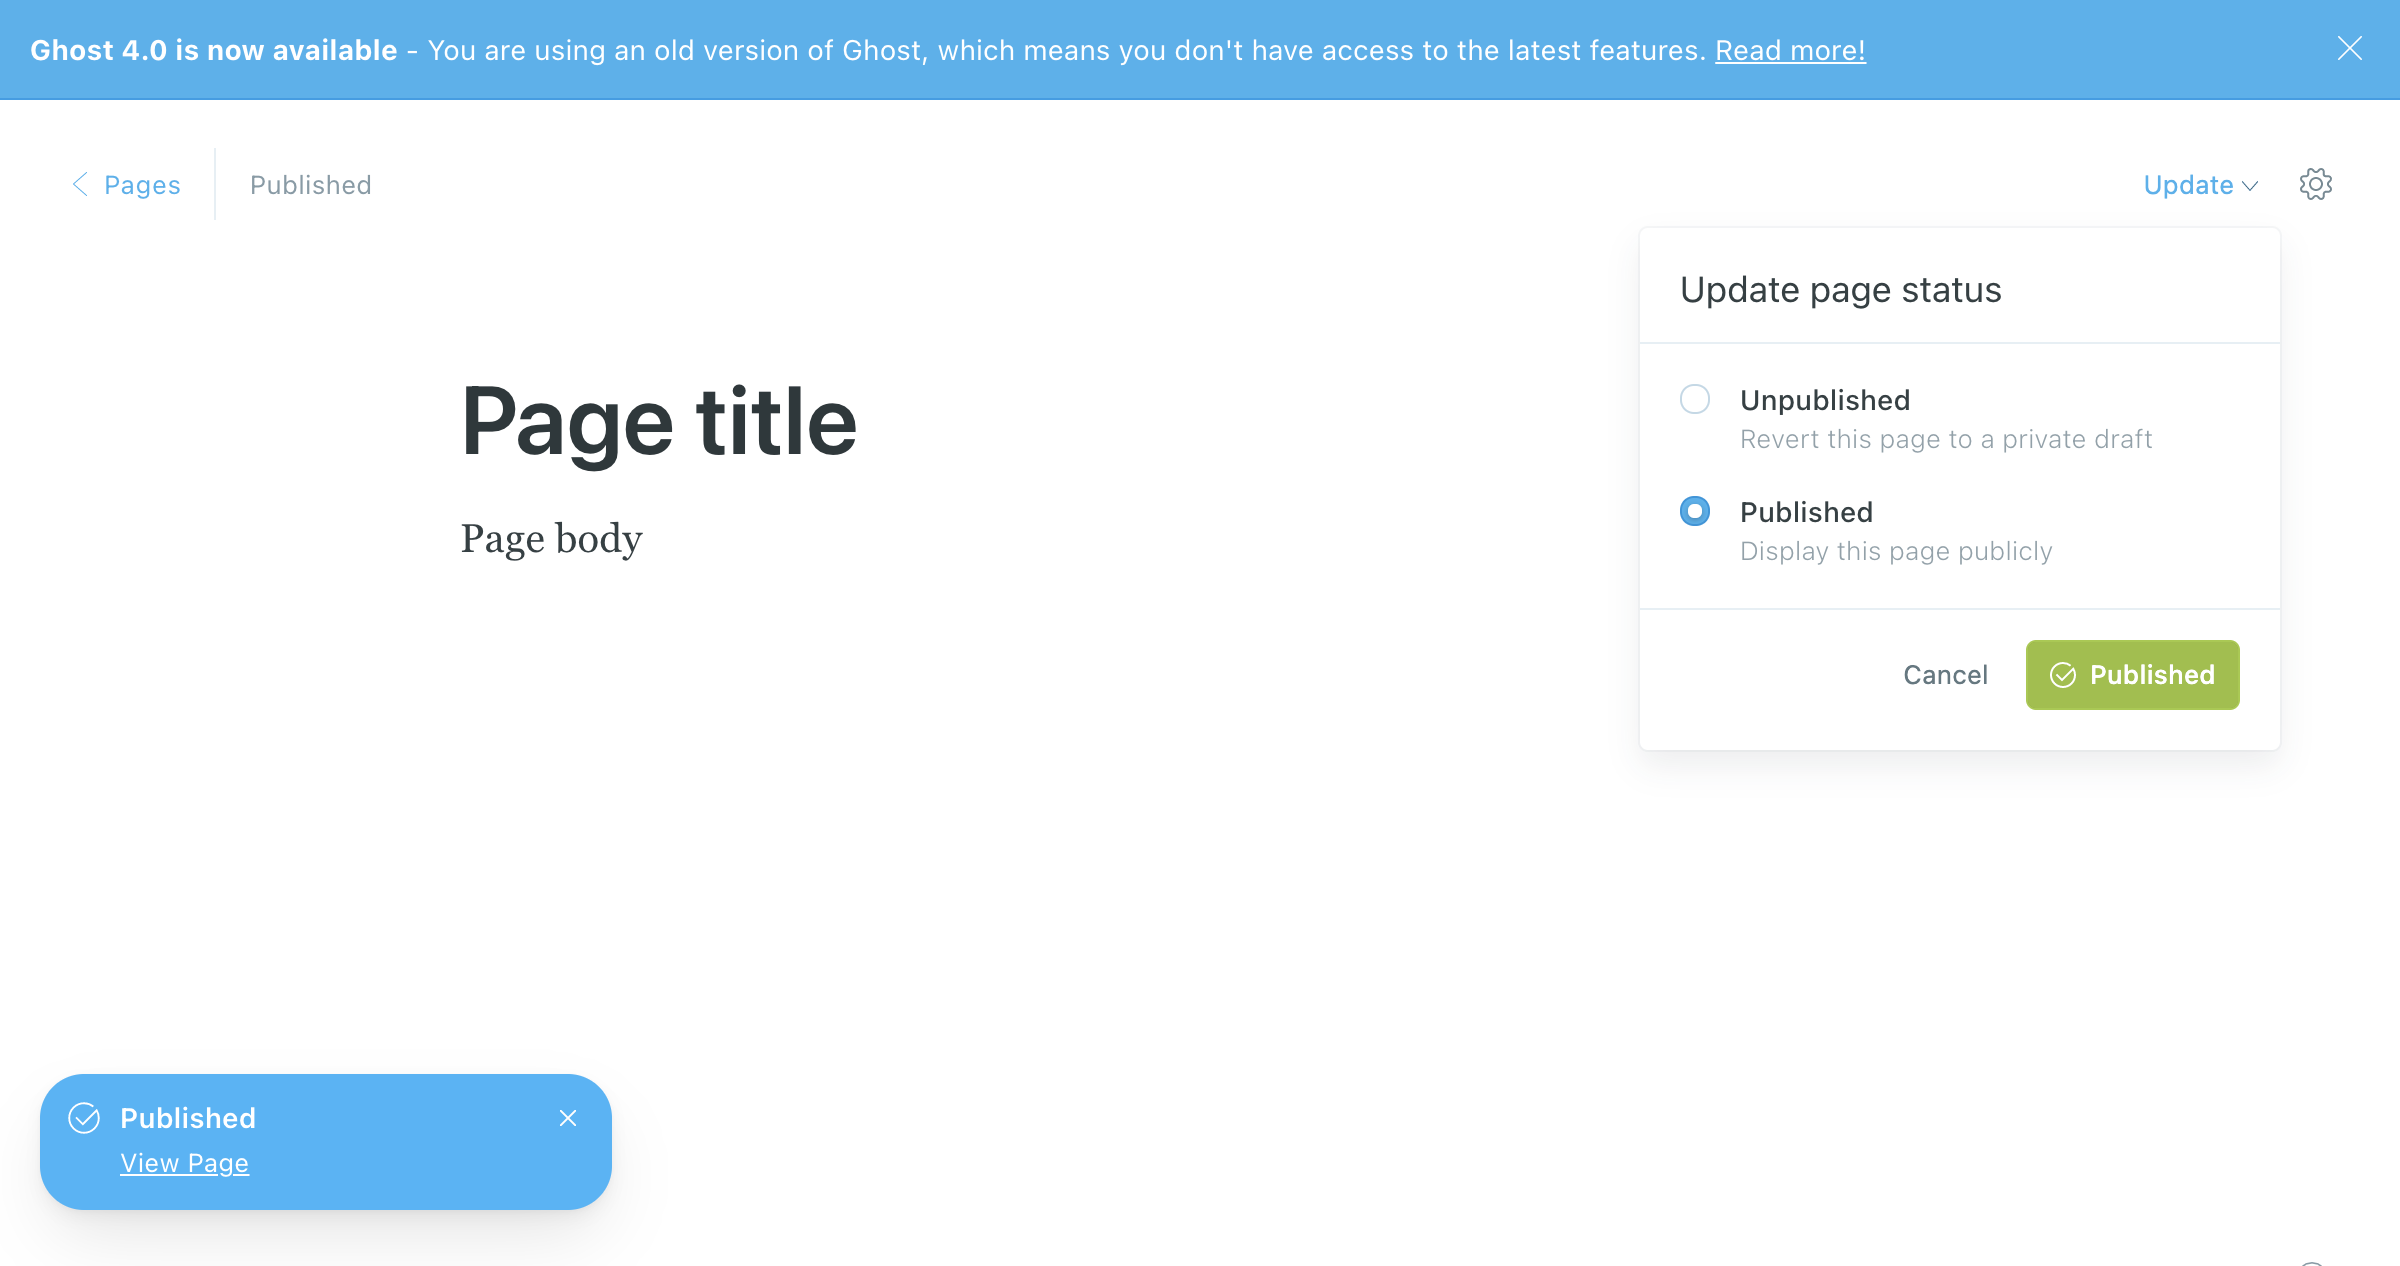 Ghost 4.0 is now available - You are using an old version of Ghost, which means you don't have access to the latest features. Read more!
Pages
Published
Update
Update page status
Unpublished
Revert this page to a private draft
Published
Display this page publicly
Cancel
Published
Page title
Page body
Published
View Page